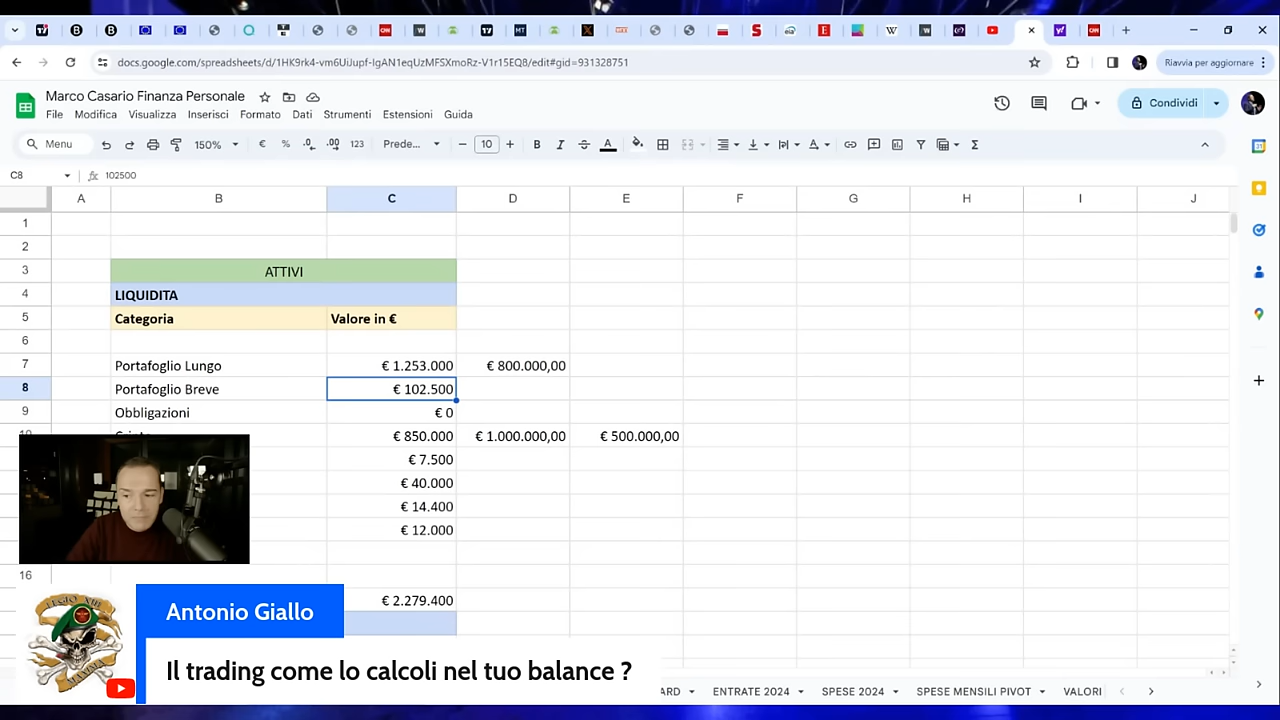 docs.google.com/spreadsheets/d/1HK9rk4-vm6UiJupf-IgAN1eqUzMFSXmoRz-V1r15EQ8/edit#gid=931328751
Riavvia per aggiornare
Marco Casario Finanza Personale
File Modifica Visualizza Inserisci Formato Dati Strumenti Estensioni Guida
Condividi
Menu 150% € % .0 .00 123 Prede... 10 B I S A
C8 fx 102500
A B C D E F G H I J
1
2
3 ATTIVI
4 LIQUIDITA
5 Categoria Valore in €
6
7 Portafoglio Lungo € 1.253.000 € 800.000,00
8 Portafoglio Breve € 102.500
9 Obbligazioni € 0
€ 850.000 € 1.000.000,00 € 500.000,00
€ 7.500
€ 40.000
€ 14.400
€ 12.000
16
€ 2.279.400
Antonio Giallo
Il trading come lo calcoli nel tuo balance ?
ARD ENTRATE 2024 SPESE 2024 SPESE MENSILI PIVOT VALORI